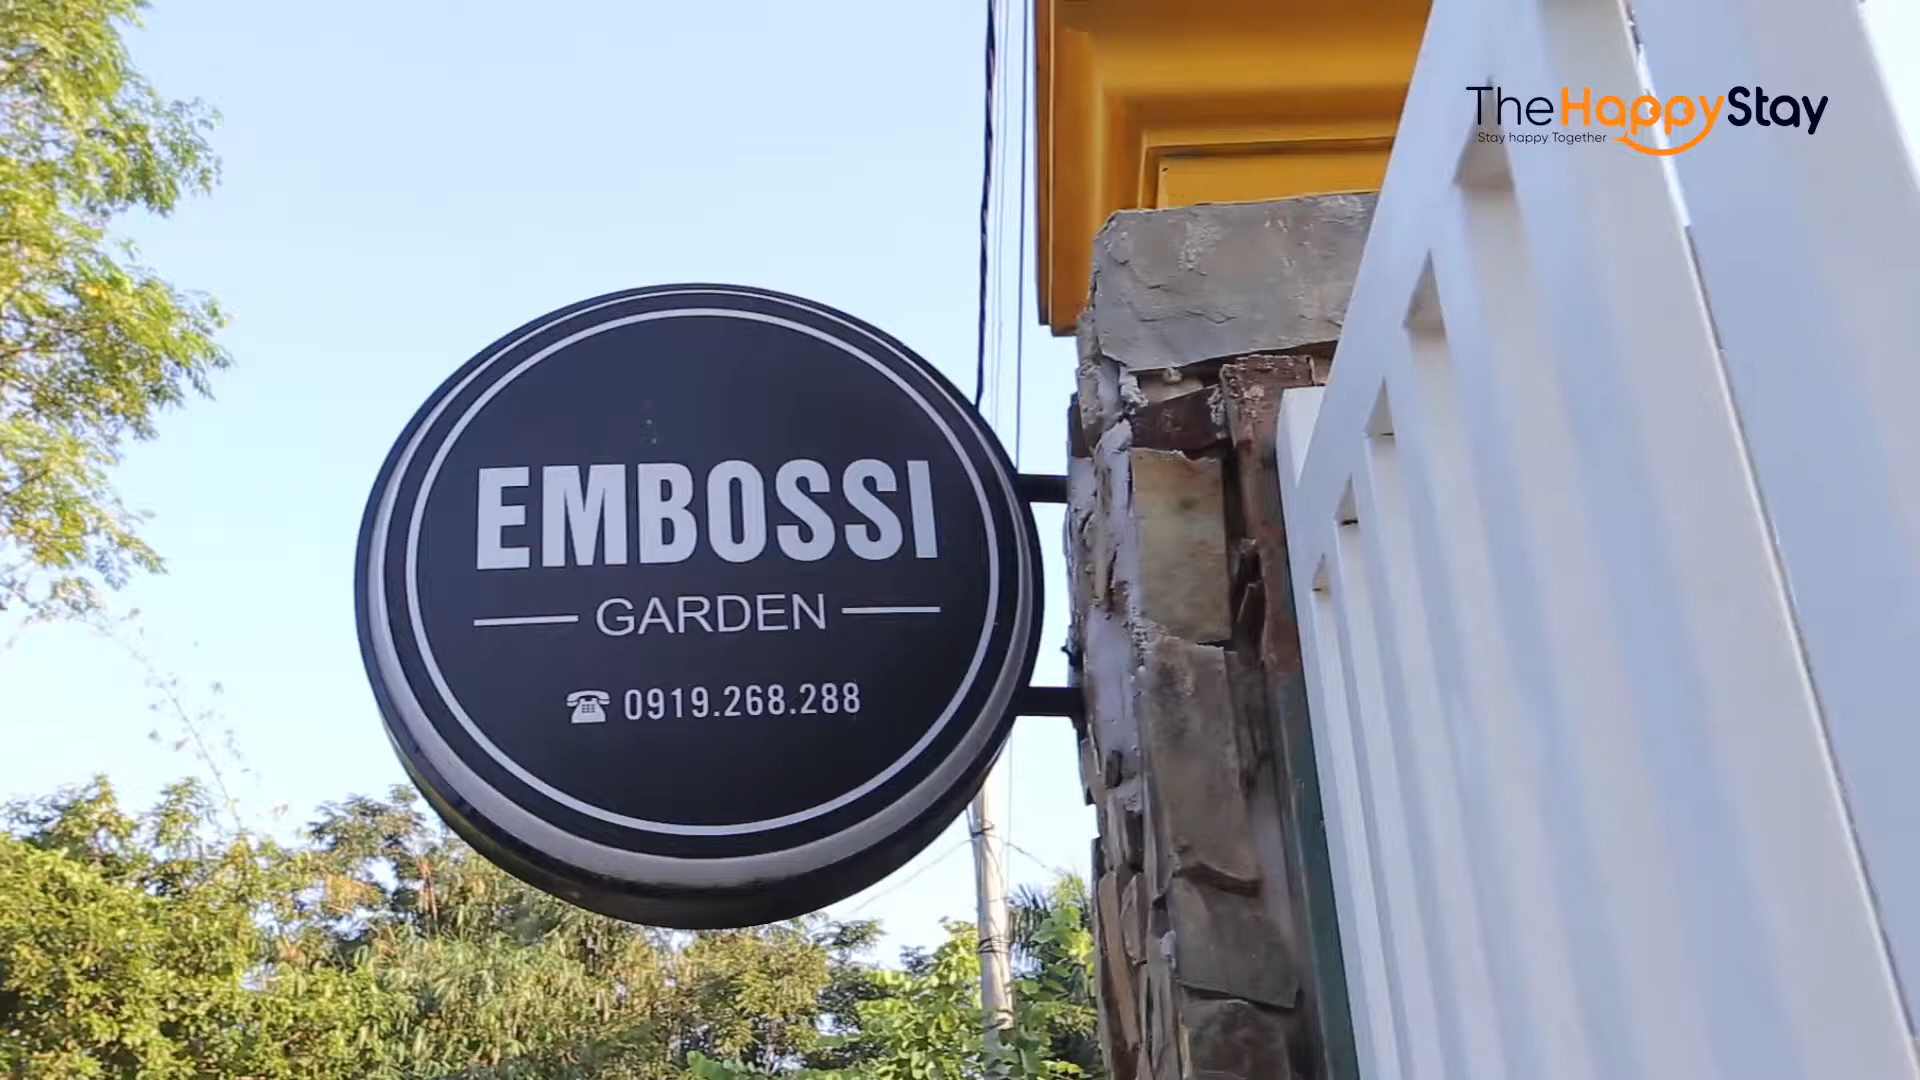 TheHappyStay
Stay happy Together
EMBOSSI
GARDEN
☎ 0919.268.288